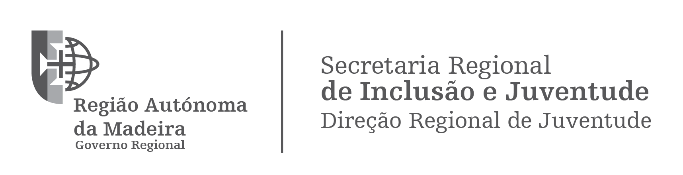 Região Autónoma
da Madeira
Governo Regional
Secretaria Regional
de Inclusão e Juventude
Direção Regional de Juventude